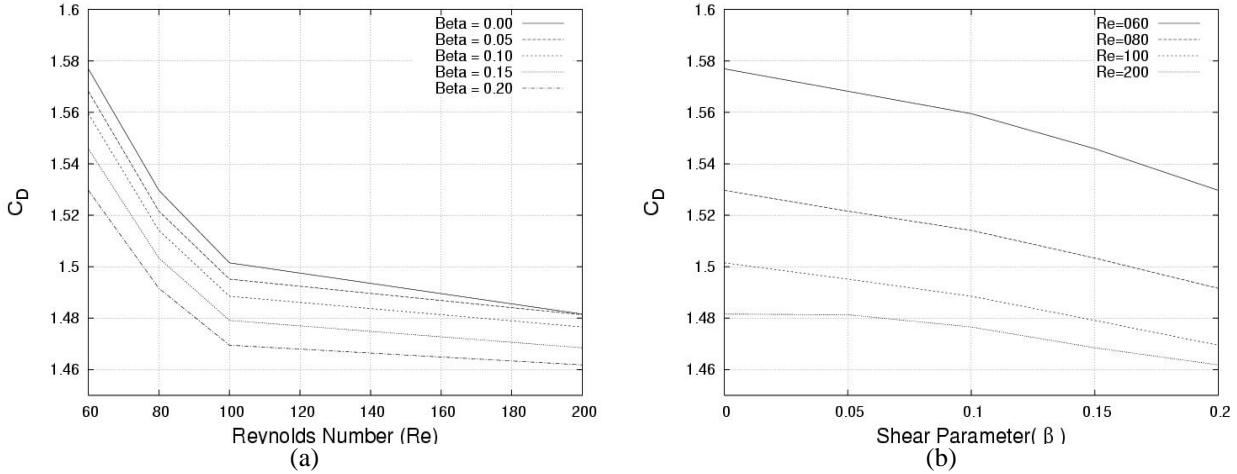 1.6
1.58
1.56
1.54
1.52
1.5
1.48
1.46
C_D
Beta = 0.00
Beta = 0.05
Beta = 0.10
Beta = 0.15
Beta = 0.20
60 80 100 120 140 160 180 200
Reynolds Number (Re)
(a)
1.6
1.58
1.56
1.54
1.52
1.5
1.48
1.46
C_D
Re=060
Re=080
Re=100
Re=200
0 0.05 0.1 0.15 0.2
Shear Parameter( β )
(b)